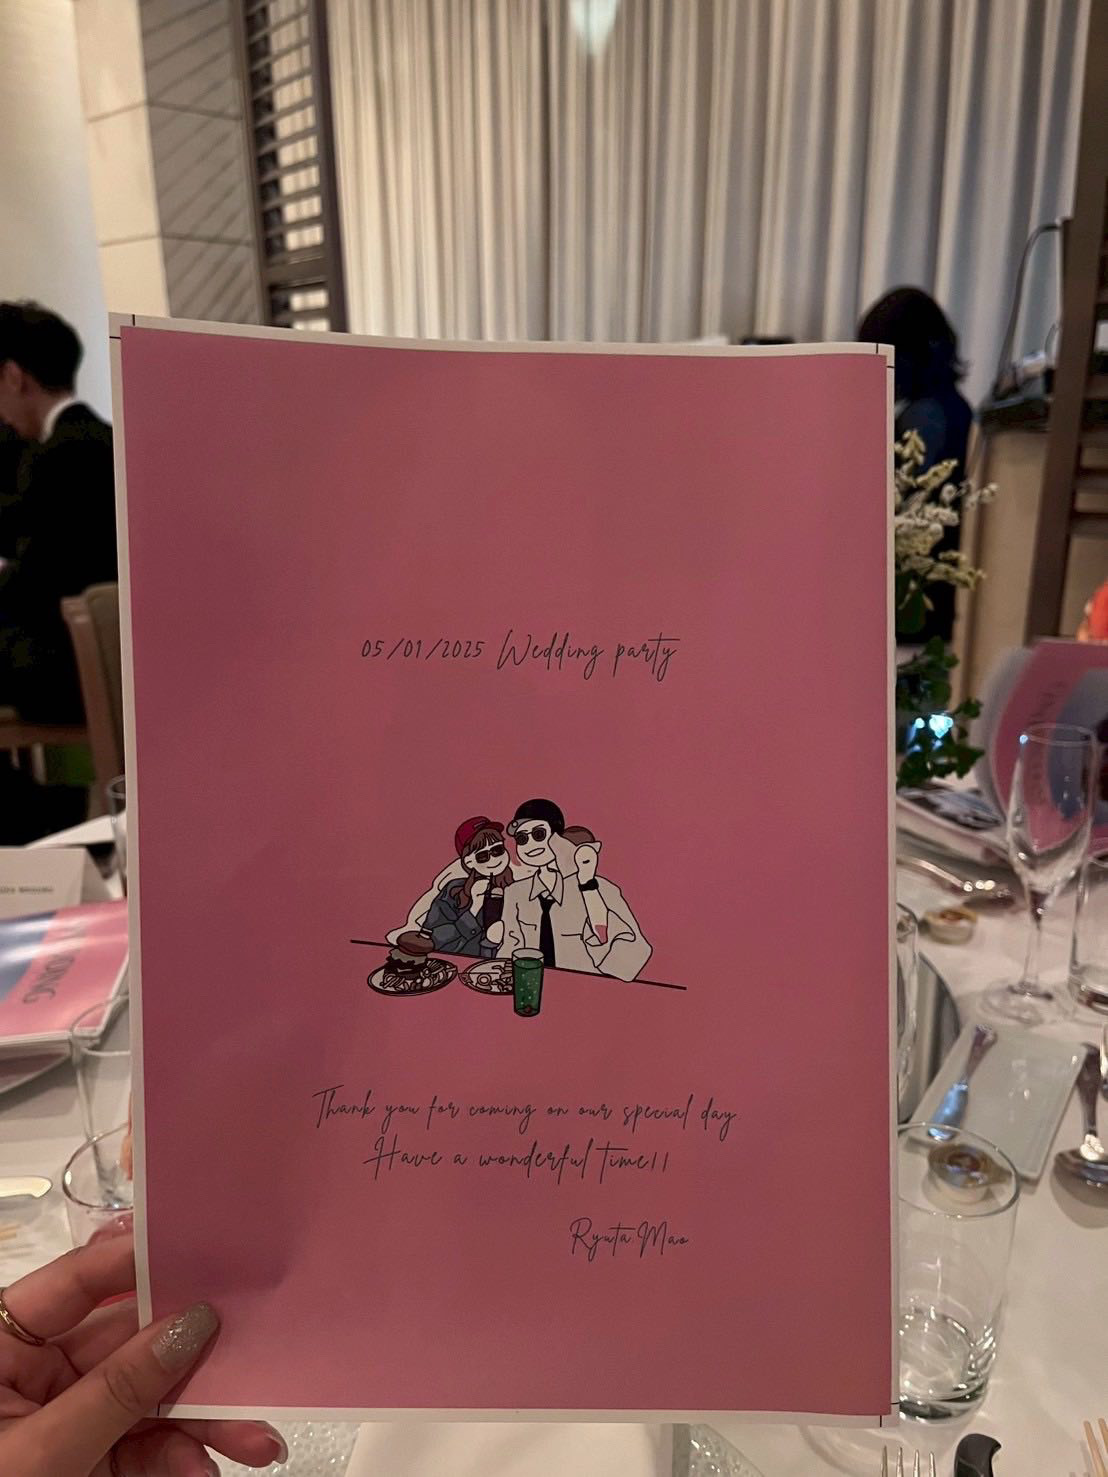 05/01/2025 Wedding party
Thank you for coming on our special day.
Have a wonderful time!!
Ryuta.Mao